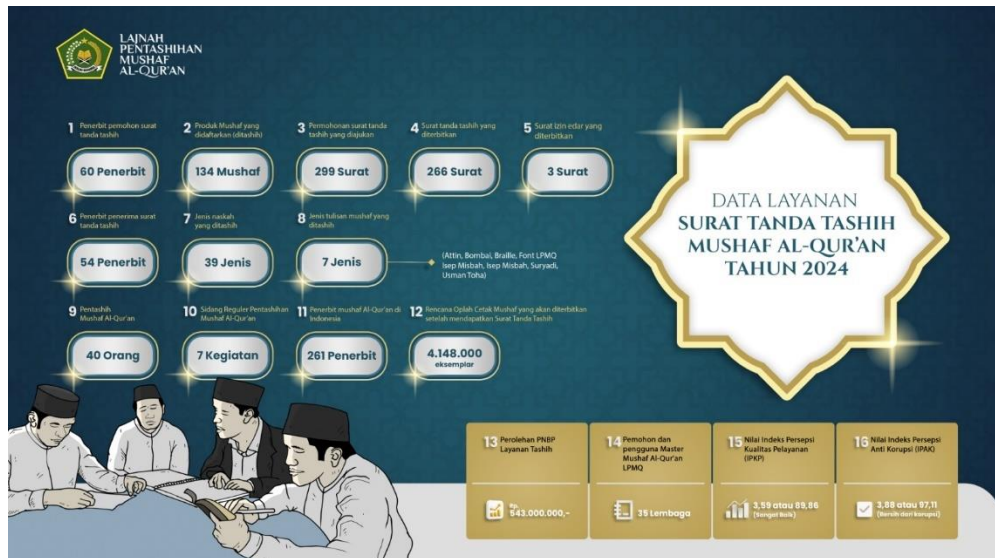 LAJNAH
PENTASHIHAN
MUSHAF
AL-QUR'AN
1 Penerbit pemohon surat
tanda tashih
60 Penerbit
2 Produk Mushaf yang
didaftarkan (ditashih)
134 Mushaf
3 Permohonan surat tanda
tashih yang diajukan
299 Surat
4 Surat tanda tashih yang
diterbitkan
266 Surat
5 Surat izin edar yang
diterbitkan
3 Surat
6 Penerbit penerima surat
tanda tashih
54 Penerbit
7 Jenis naskah
yang ditashih
39 Jenis
8 Jenis tulisan mushaf yang
ditashih
7 Jenis
(Attin, Bombai, Braille, Font LPMQ
Isep Misbah, Isep Misbah, Suryadi,
Usman Toha)
9 Pentashih
Mushaf Al-Qur'an
40 Orang
10 Sidang Reguler Pentashihan
Mushaf Al-Qur'an
7 Kegiatan
11 Penerbit mushaf Al-Qur'an di
Indonesia
261 Penerbit
12 Rencana Oplah Cetak Mushaf yang akan diterbitkan
setelah mendapatkan Surat Tanda Tashih
4.148.000
eksemplar
DATA LAYANAN
SURAT TANDA TASHIH
MUSHAF AL-QUR'AN
TAHUN 2024
13 Perolehan PNBP
Layanan Tashih
Rp.
543.000.000,-
14 Pemohon dan
pengguna Master
Mushaf Al-Qur'an
LPMQ
35 Lembaga
15 Nilai Indeks Persepsi
Kualitas Pelayanan
(IPKP)
3,59 atau 89,86
(Sangat Baik)
16 Nilai Indeks Persepsi
Anti Korupsi (IPAK)
3,88 atau 97,11
(Bersih dari korupsi)